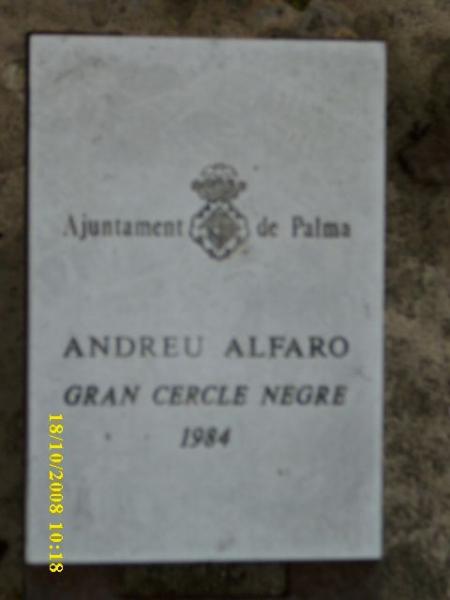 Ajuntament de Palma
ANDREU ALFARO
GRAN CERCLE NEGRE
1984
18/10/2008 10:18